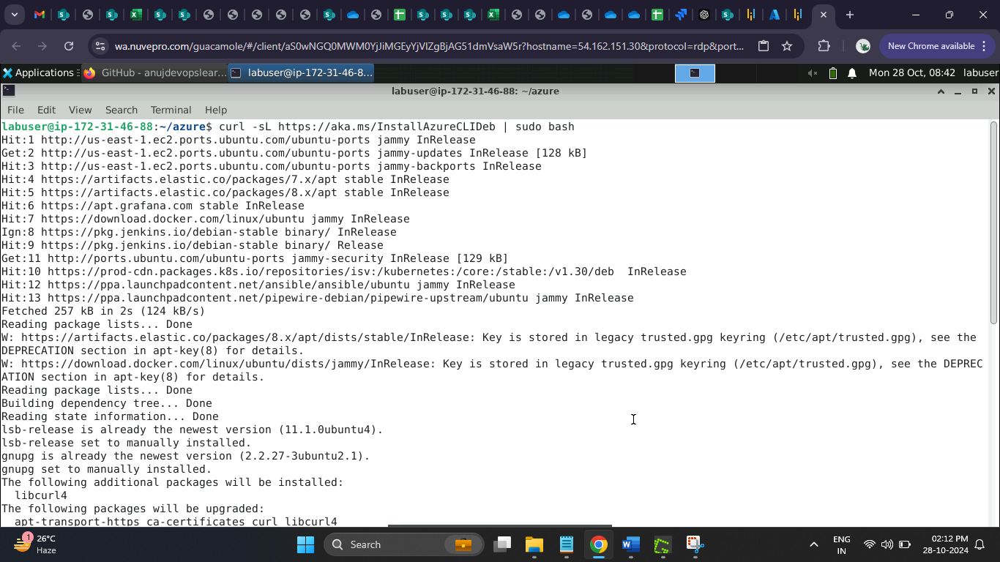 wa.nuvepro.com/guacamole/#/client/aS0wNGQ0MWM0YjJiMGEyYjVlZgBjAG51dmVsaW5r?hostname=54.162.151.30&protocol=rdp&port...
New Chrome available
Applications
GitHub - anujdevopslear...
labuser@ip-172-31-46-8...
Mon 28 Oct, 08:42 labuser
labuser@ip-172-31-46-88: ~/azure
File Edit View Search Terminal Help
labuser@ip-172-31-46-88:~/azure$ curl -sL https://aka.ms/InstallAzureCLIDeb | sudo bash
Hit:1 http://us-east-1.ec2.ports.ubuntu.com/ubuntu-ports jammy InRelease
Get:2 http://us-east-1.ec2.ports.ubuntu.com/ubuntu-ports jammy-updates InRelease [128 kB]
Hit:3 http://us-east-1.ec2.ports.ubuntu.com/ubuntu-ports jammy-backports InRelease
Hit:4 https://artifacts.elastic.co/packages/7.x/apt stable InRelease
Hit:5 https://artifacts.elastic.co/packages/8.x/apt stable InRelease
Hit:6 https://apt.grafana.com stable InRelease
Hit:7 https://download.docker.com/linux/ubuntu jammy InRelease
Ign:8 https://pkg.jenkins.io/debian-stable binary/ InRelease
Hit:9 https://pkg.jenkins.io/debian-stable binary/ Release
Get:11 http://ports.ubuntu.com/ubuntu-ports jammy-security InRelease [129 kB]
Hit:10 https://prod-cdn.packages.k8s.io/repositories/isv:/kubernetes:/core:/stable:/v1.30/deb  InRelease
Hit:12 https://ppa.launchpadcontent.net/ansible/ansible/ubuntu jammy InRelease
Hit:13 https://ppa.launchpadcontent.net/pipewire-debian/pipewire-upstream/ubuntu jammy InRelease
Fetched 257 kB in 2s (124 kB/s)
Reading package lists... Done
W: https://artifacts.elastic.co/packages/8.x/apt/dists/stable/InRelease: Key is stored in legacy trusted.gpg keyring (/etc/apt/trusted.gpg), see the
DEPRECATION section in apt-key(8) for details.
W: https://download.docker.com/linux/ubuntu/dists/jammy/InRelease: Key is stored in legacy trusted.gpg keyring (/etc/apt/trusted.gpg), see the DEPREC
ATION section in apt-key(8) for details.
Reading package lists... Done
Building dependency tree... Done
Reading state information... Done
lsb-release is already the newest version (11.1.0ubuntu4).
lsb-release set to manually installed.
gnupg is already the newest version (2.2.27-3ubuntu2.1).
gnupg set to manually installed.
The following additional packages will be installed:
  libcurl4
The following packages will be upgraded:
  apt-transport-https ca-certificates curl libcurl4
1
26°C
Haze
Search
ENG
IN
02:12 PM
28-10-2024